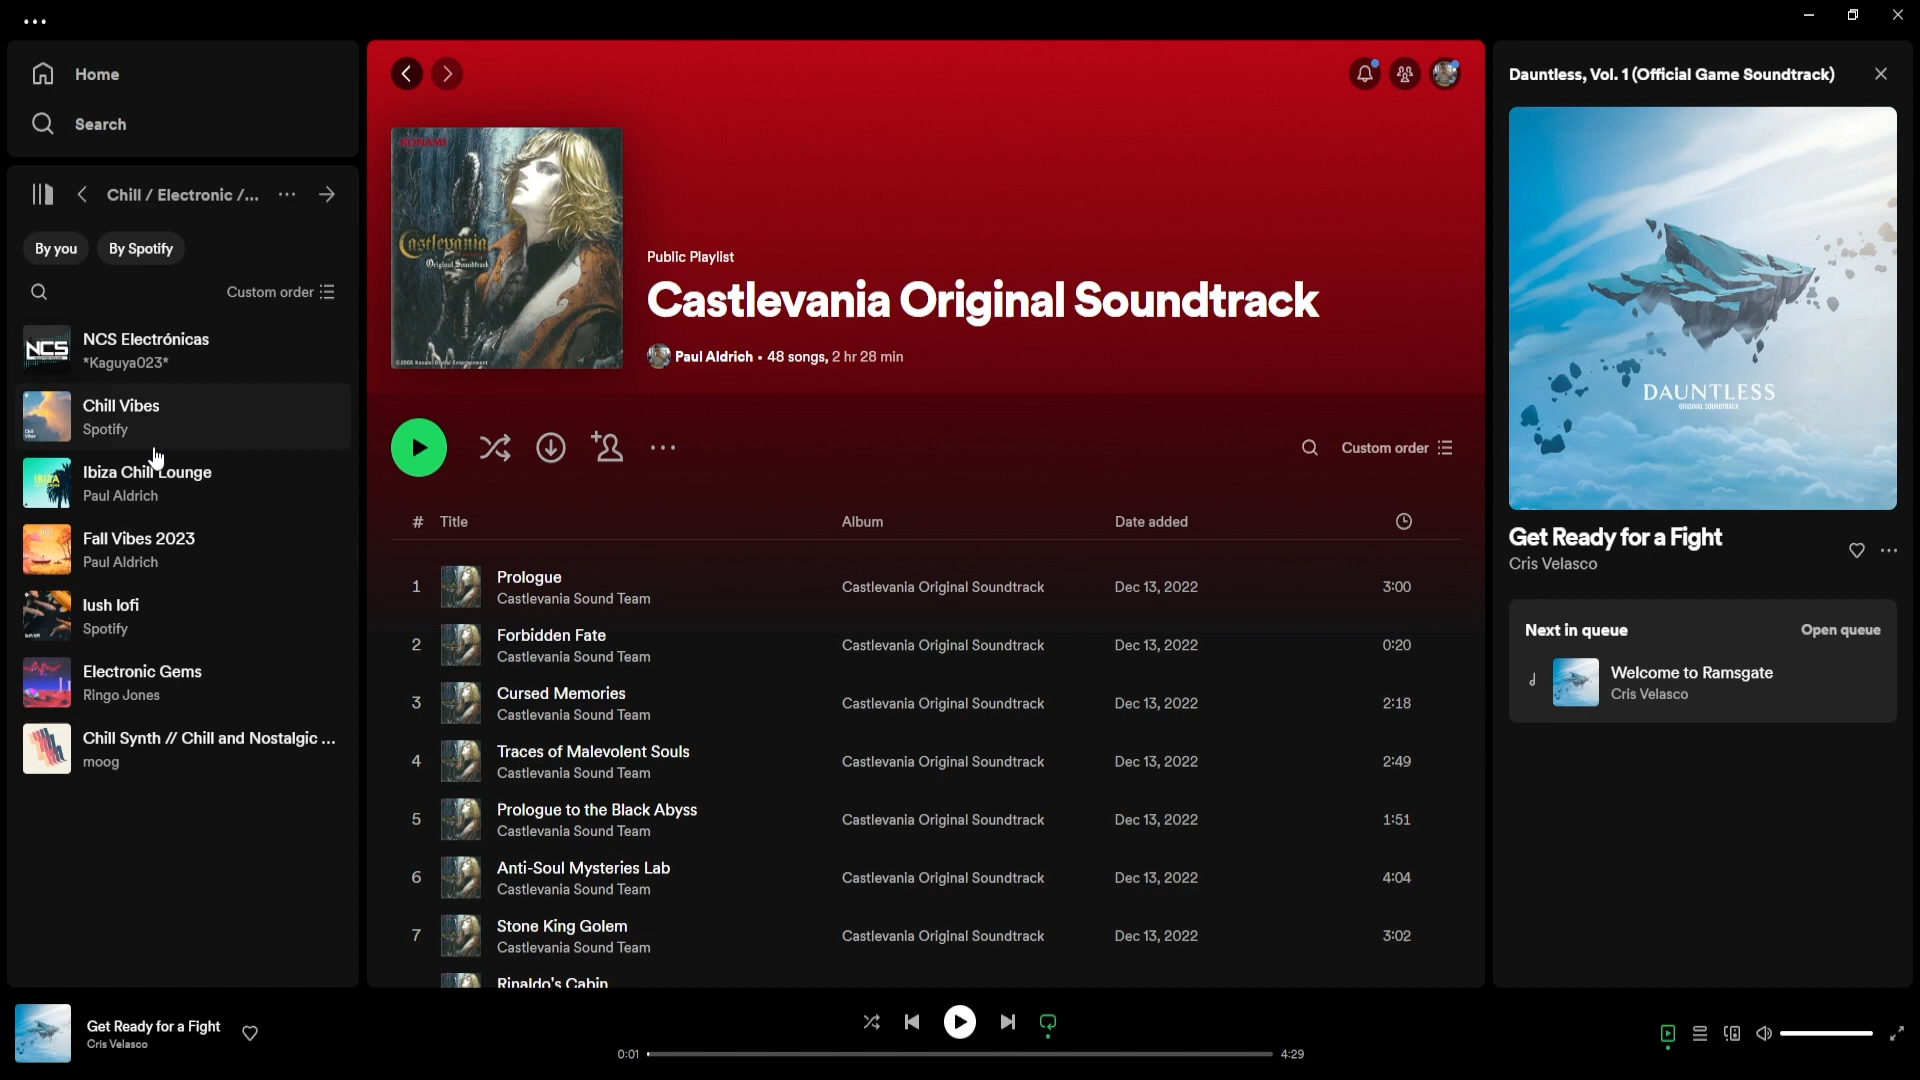 Home
Search
Chill / Electronic /...
By you
By Spotify
Custom order
NCS
NCS Electrónicas
*Kaguya023*
Chill Vibes
Chill Vibes
Spotify
IBIZA
Ibiza Chill Lounge
Paul Aldrich
Fall Vibes 2023
Paul Aldrich
lush lofi
lush lofi
Spotify
Electronic Gems
Ringo Jones
Chill Synth // Chill and Nostalgic ...
moog
KONAMI
Castlevania
Original Soundtrack
©2005 Konami Digital Entertainment
Public Playlist
Castlevania Original Soundtrack
Paul Aldrich • 48 songs, 2 hr 28 min
Custom order
# Title Album Date added
1 Prologue Castlevania Original Soundtrack Dec 13, 2022 3:00
Castlevania Sound Team
2 Forbidden Fate Castlevania Original Soundtrack Dec 13, 2022 0:20
Castlevania Sound Team
3 Cursed Memories Castlevania Original Soundtrack Dec 13, 2022 2:18
Castlevania Sound Team
4 Traces of Malevolent Souls Castlevania Original Soundtrack Dec 13, 2022 2:49
Castlevania Sound Team
5 Prologue to the Black Abyss Castlevania Original Soundtrack Dec 13, 2022 1:51
Castlevania Sound Team
6 Anti-Soul Mysteries Lab Castlevania Original Soundtrack Dec 13, 2022 4:04
Castlevania Sound Team
7 Stone King Golem Castlevania Original Soundtrack Dec 13, 2022 3:02
Castlevania Sound Team
Rinaldo's Cabin
Dauntless, Vol. 1 (Official Game Soundtrack)
DAUNTLESS
ORIGINAL SOUNDTRACK
Get Ready for a Fight
Cris Velasco
Next in queue Open queue
Welcome to Ramsgate
Cris Velasco
Get Ready for a Fight
Cris Velasco
0:01
4:29